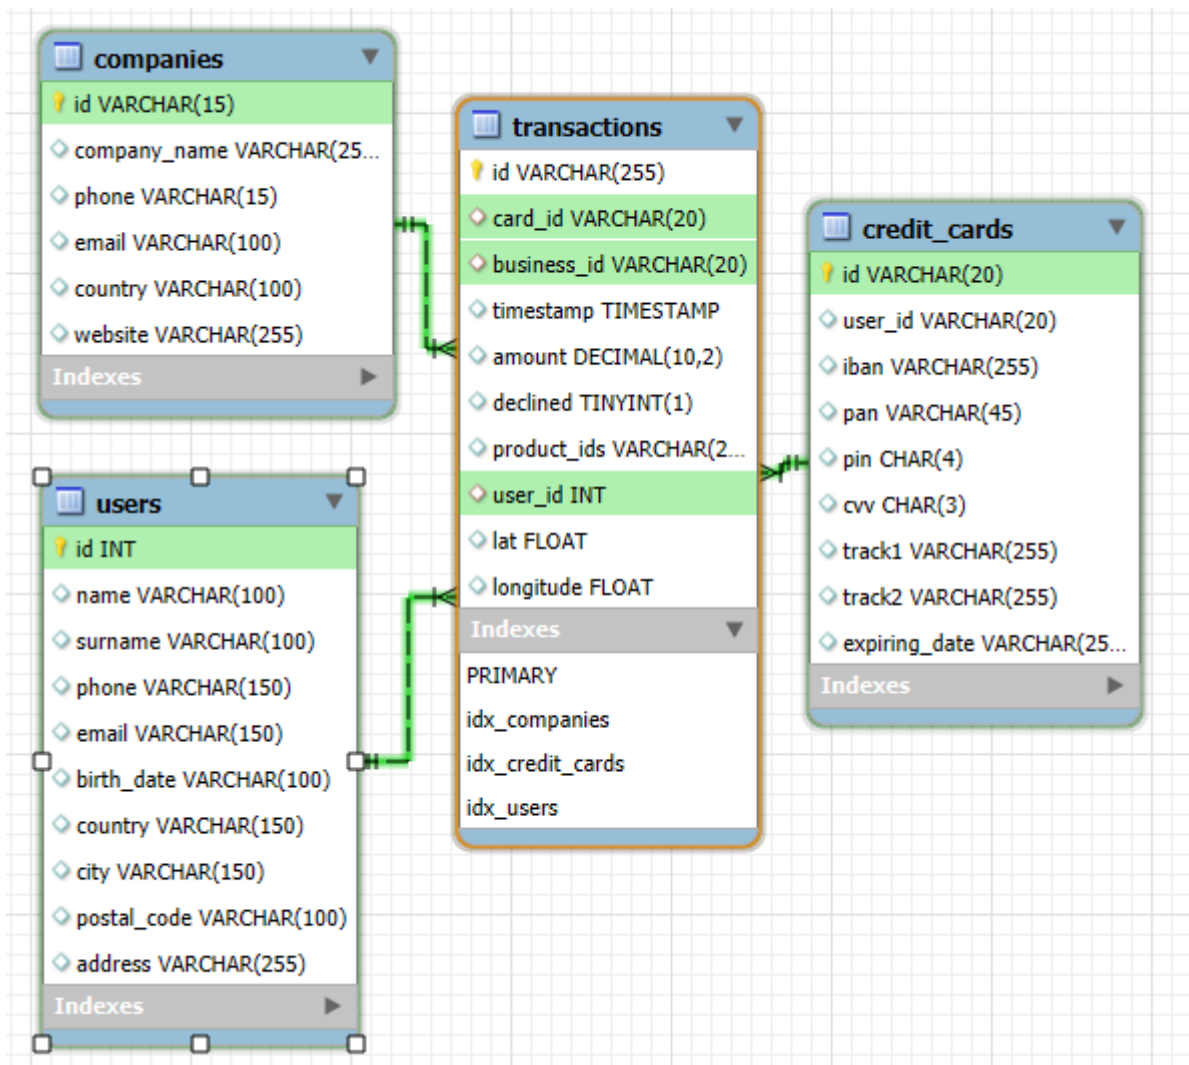 companies
id VARCHAR(15)
company_name VARCHAR(25...
phone VARCHAR(15)
email VARCHAR(100)
country VARCHAR(100)
website VARCHAR(255)
Indexes
users
id INT
name VARCHAR(100)
surname VARCHAR(100)
phone VARCHAR(150)
email VARCHAR(150)
birth_date VARCHAR(100)
country VARCHAR(150)
city VARCHAR(150)
postal_code VARCHAR(100)
address VARCHAR(255)
Indexes
transactions
id VARCHAR(255)
card_id VARCHAR(20)
business_id VARCHAR(20)
timestamp TIMESTAMP
amount DECIMAL(10,2)
declined TINYINT(1)
product_ids VARCHAR(2...
user_id INT
lat FLOAT
longitude FLOAT
Indexes
PRIMARY
idx_companies
idx_credit_cards
idx_users
credit_cards
id VARCHAR(20)
user_id VARCHAR(20)
iban VARCHAR(255)
pan VARCHAR(45)
pin CHAR(4)
cvv CHAR(3)
track1 VARCHAR(255)
track2 VARCHAR(255)
expiring_date VARCHAR(25...
Indexes